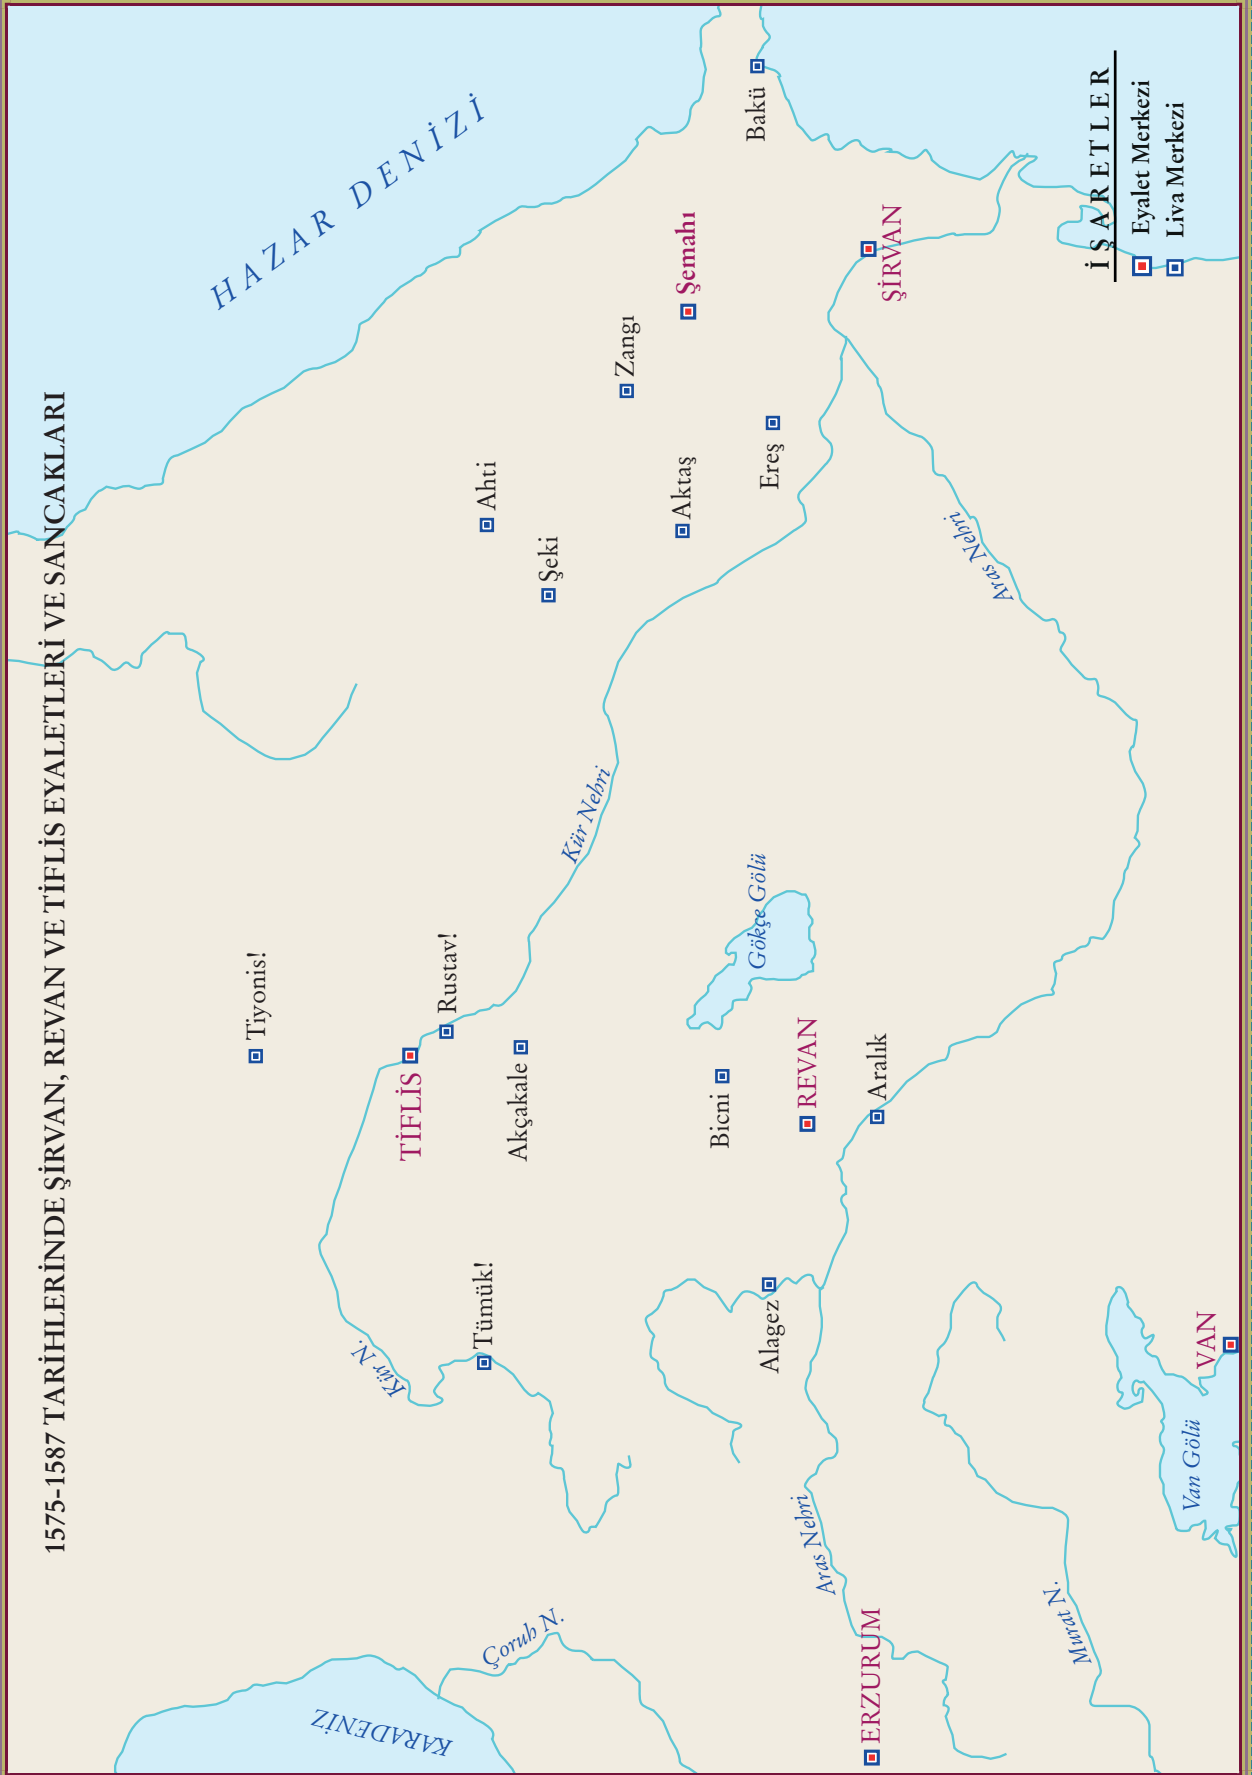 1575-1587 TARİHLERİNDE ŞİRVAN, REVAN VE TİFLİS EYALETLERİ VE SANCAKLARI
HAZAR DENİZİ
KARADENİZ
Çoruh N.
Kür N.
Tümük!
TİFLİS
Tiyonis!
Rustav!
Akçakale
Kür Nehri
Şeki
Ahti
Zangı
Aktaş
Şemahı
Ereş
Bakü
ŞİRVAN
Aras Nehri
Gökçe Gölü
Bicni
REVAN
Aralık
Alagez
Aras Nehri
ERZURUM
Murat N.
Van Gölü
VAN
İŞARETLER
Eyalet Merkezi
Liva Merkezi